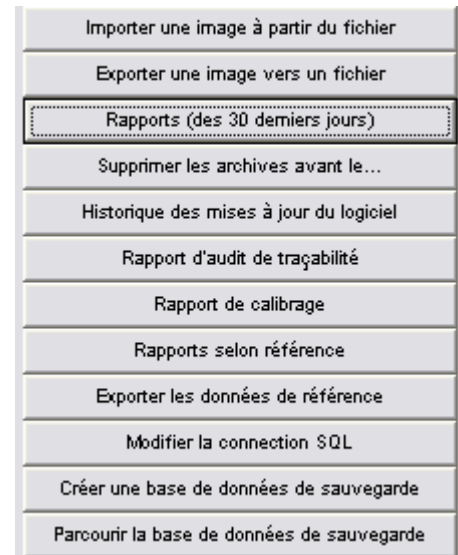 Importer une image à partir du fichier
Exporter une image vers un fichier
Rapports (des 30 derniers jours)
Supprimer les archives avant le...
Historique des mises à jour du logiciel
Rapport d'audit de traçabilité
Rapport de calibrage
Rapports selon référence
Exporter les données de référence
Modifier la connection SQL
Créer une base de données de sauvegarde
Parcourir la base de données de sauvegarde